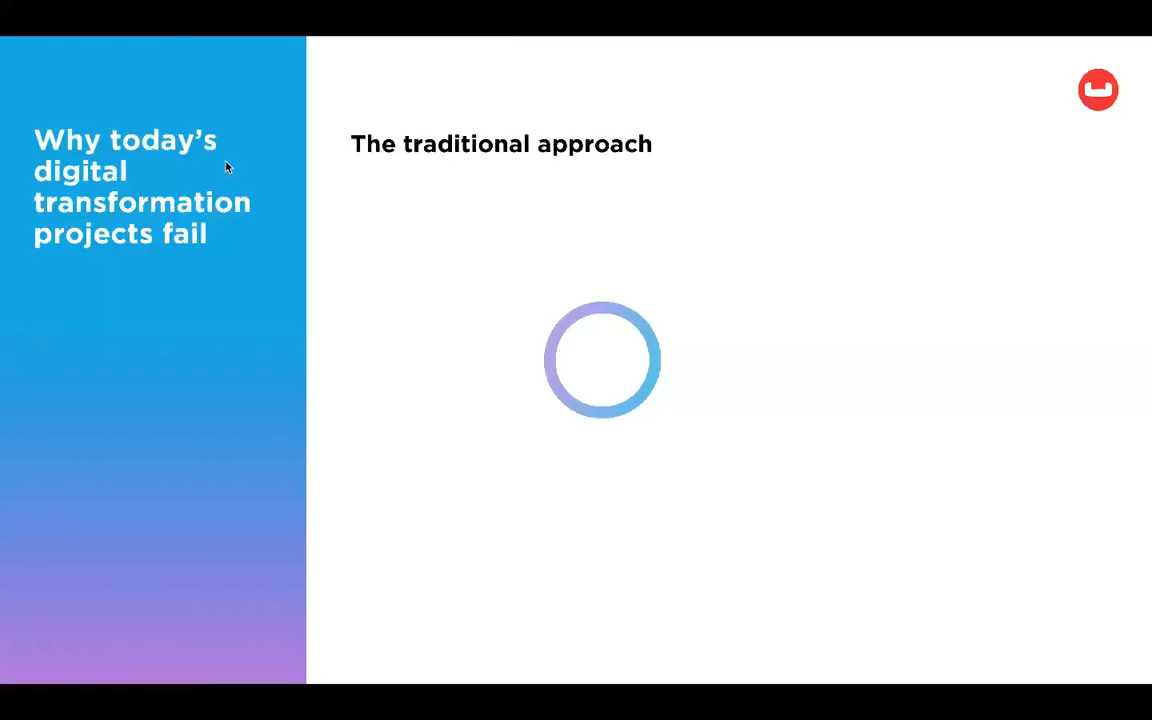 Why today’s
digital
transformation
projects fail
The traditional approach